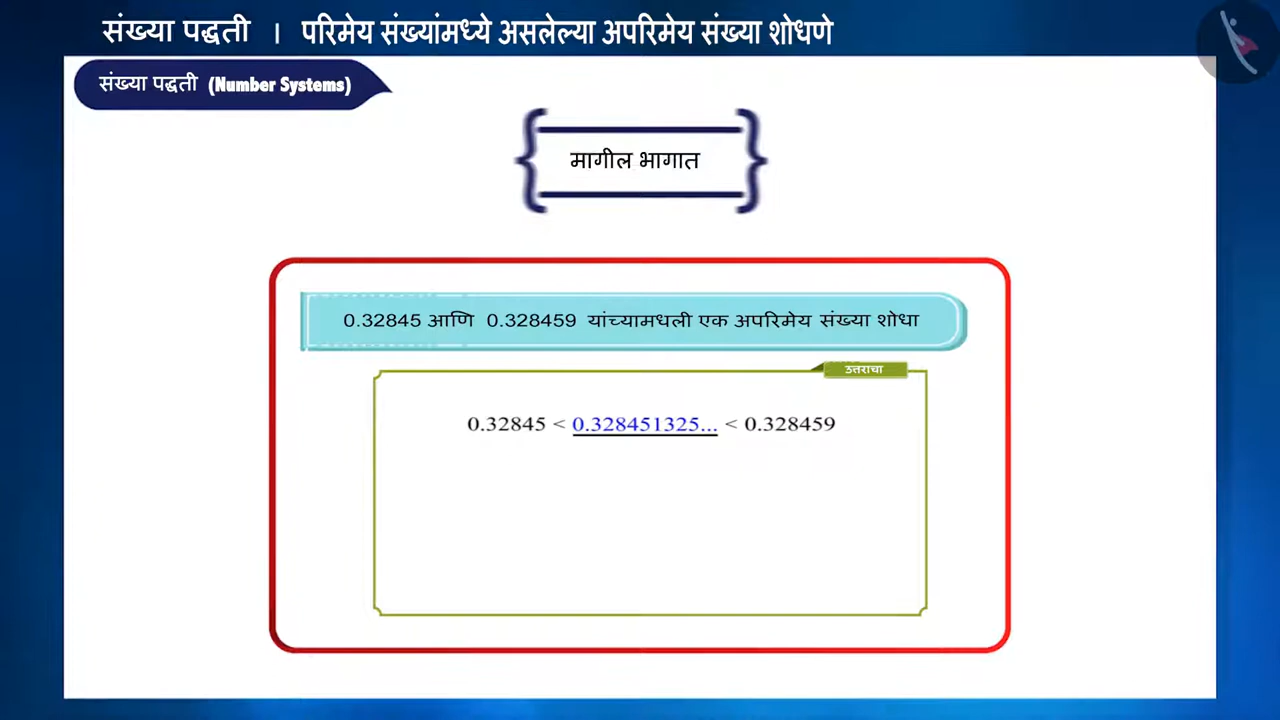 संख्या पद्धती । परिमेय संख्यांमध्ये असलेल्या अपरिमेय संख्या शोधणे
संख्या पद्धती (Number Systems)
मागील भागात
0.32845 आणि 0.328459 यांच्यामधली एक अपरिमेय संख्या शोधा
उत्तराचा
0.32845 < 0.328451325... < 0.328459